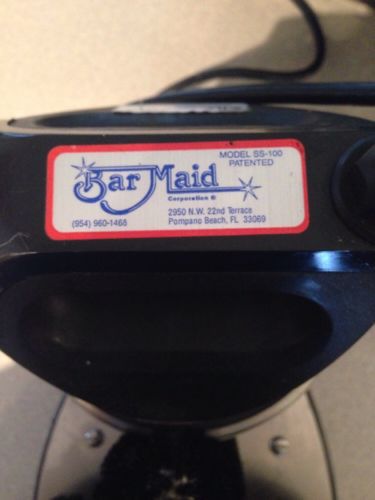 MODEL SS-100
PATENTED
Bar Maid
Corporation ©
2950 N.W. 22nd Terrace
(954) 960-1468 Pompano Beach, FL 33069